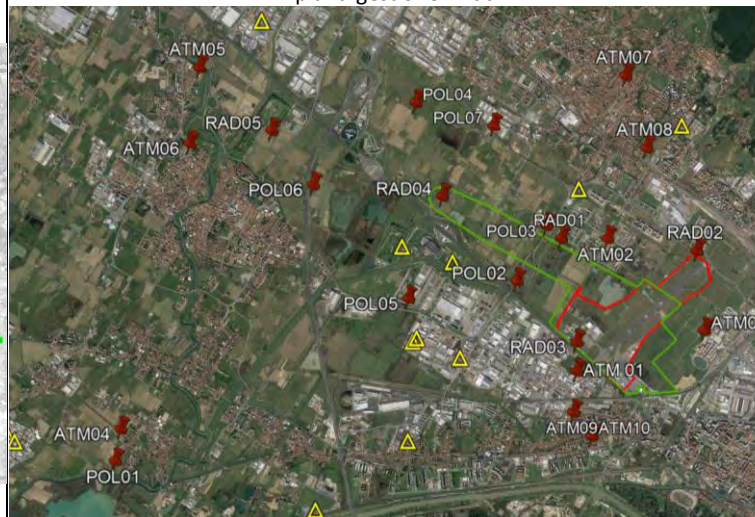 ATM05
ATM07
POL04
RAD05
POL07
ATM06
ATM08
POL06
RAD04
POL03
RAD01
ATM02
RAD02
POL02
POL05
RAD03
ATM0
ATM 01
ATM04
ATM09
ATM10
POL01